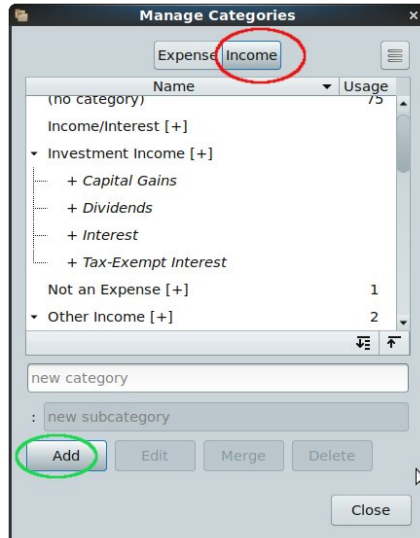 Manage Categories
Expense Income
Name Usage
(no category) 75
Income/Interest [+]
Investment Income [+]
+ Capital Gains
+ Dividends
+ Interest
+ Tax-Exempt Interest
Not an Expense [+] 1
Other Income [+] 2
new category
: new subcategory
Add Edit Merge Delete
Close